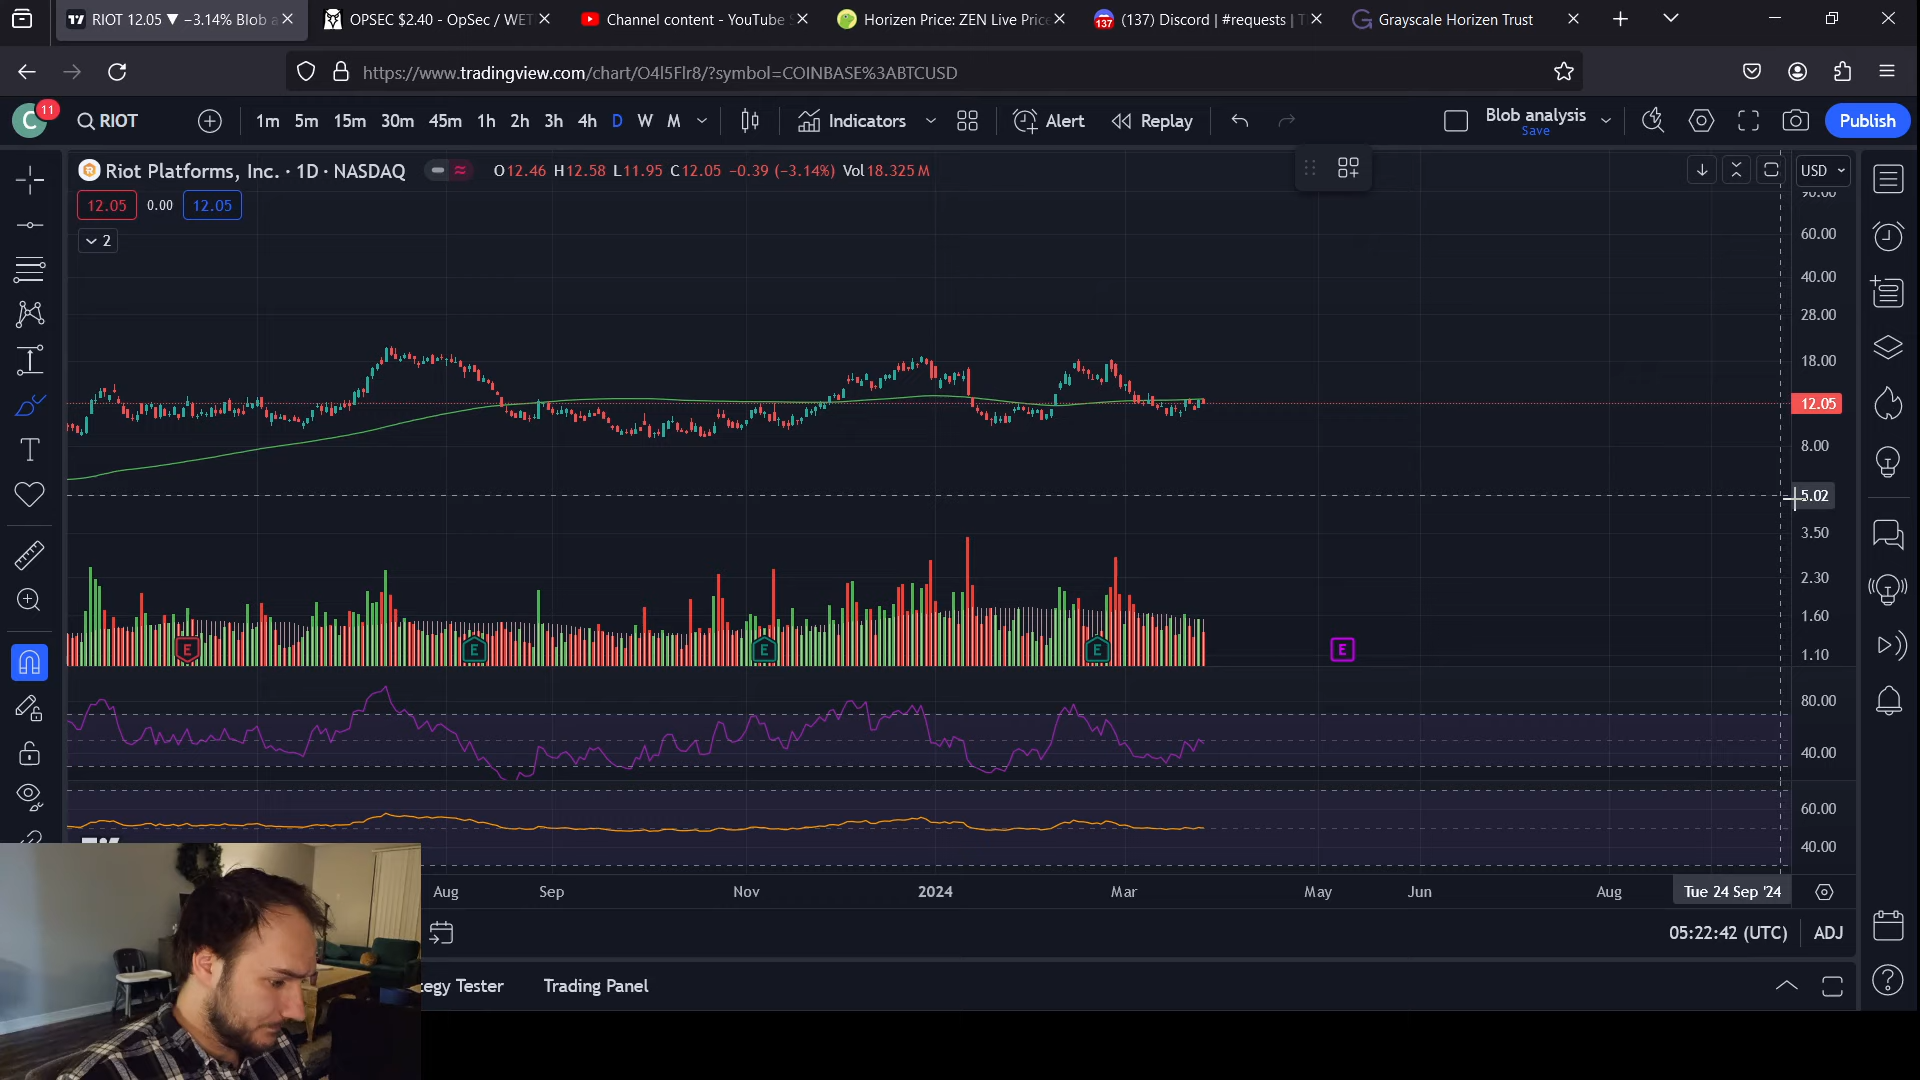 RIOT 12.05 ▼ −3.14% Blob a
OPSEC $2.40 - OpSec / WET
Channel content - YouTube S
Horizen Price: ZEN Live Price
(137) Discord | #requests | T
Grayscale Horizen Trust
https://www.tradingview.com/chart/O4l5Flr8/?symbol=COINBASE%3ABTCUSD
C 11
RIOT
1m 5m 15m 30m 45m 1h 2h 3h 4h D W M
Indicators
Alert
Replay
Blob analysis
Save
Publish
Riot Platforms, Inc. · 1D · NASDAQ
O12.46 H12.58 L11.95 C12.05 −0.39 (−3.14%) Vol18.325 M
USD
12.05 0.00 12.05
2
90.00
60.00
40.00
28.00
18.00
12.05
8.00
5.02
3.50
2.30
1.60
1.10
E E E E E
80.00
40.00
60.00
40.00
Aug Sep Nov 2024 Mar May Jun Aug Tue 24 Sep '24
05:22:42 (UTC) ADJ
tegy Tester Trading Panel